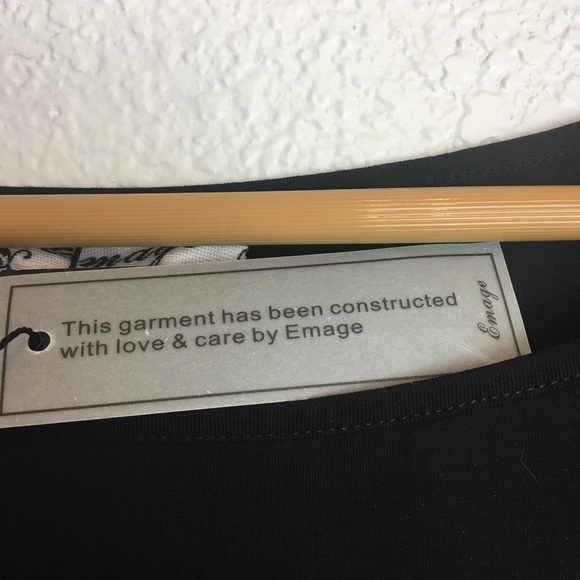 This garment has been constructed
with love & care by Emage
Emage